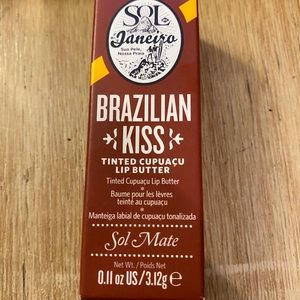 SOL
de
Janeiro
Sua Pele,
Nossa Praia
BRAZILIAN
KISS
TINTED CUPUAÇU
LIP BUTTER
Tinted Cupuaçu Lip Butter
Baume pour les lèvres
teinté au cupuaçu
Manteiga labial de cupuaçu tonalizada
Sol Mate
Net Wt. / Poids Net
0.11 oz US/3.12g ℮